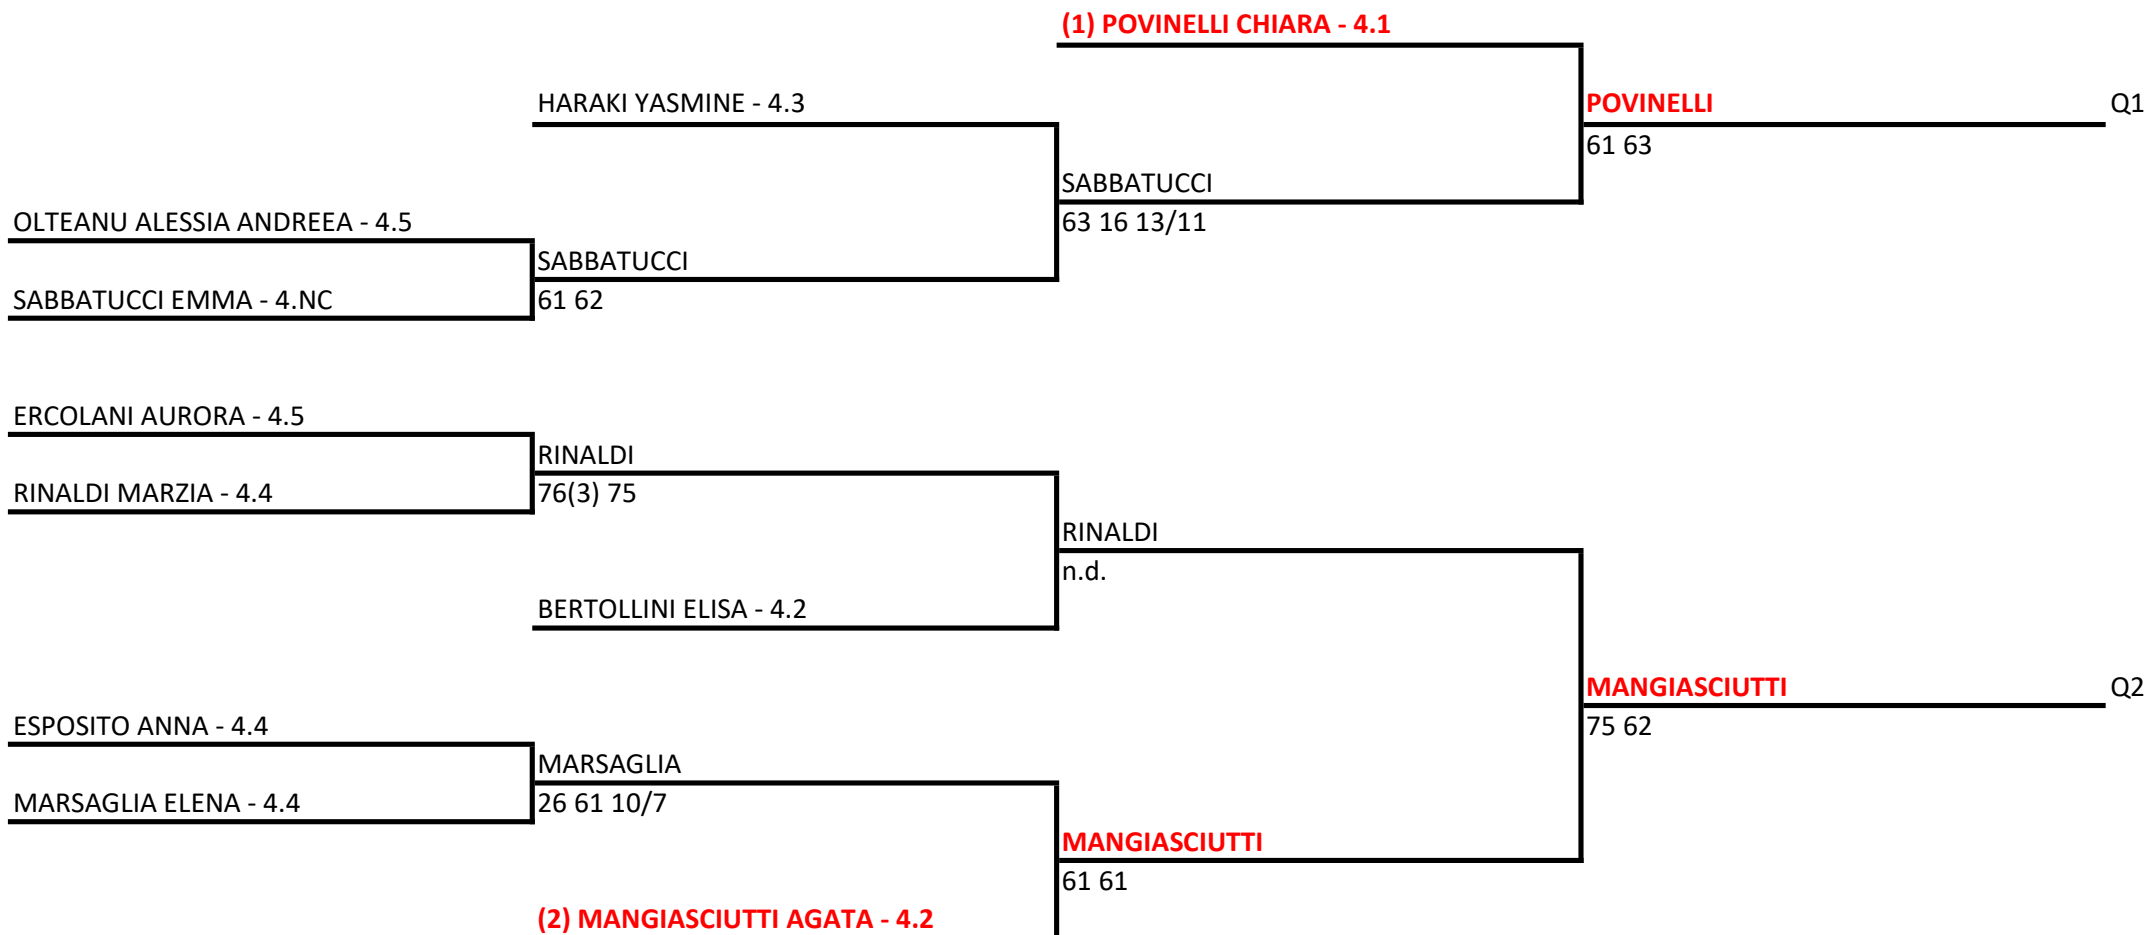 (1) POVINELLI CHIARA - 4.1
HARAKI YASMINE - 4.3
POVINELLI
Q1
61 63
SABBATUCCI
OLTEANU ALESSIA ANDREEA - 4.5
63 16 13/11
SABBATUCCI
SABBATUCCI EMMA - 4.NC
61 62
ERCOLANI AURORA - 4.5
RINALDI
RINALDI MARZIA - 4.4
76(3) 75
RINALDI
n.d.
BERTOLLINI ELISA - 4.2
MANGIASCIUTTI
Q2
ESPOSITO ANNA - 4.4
75 62
MARSAGLIA
MARSAGLIA ELENA - 4.4
26 61 10/7
MANGIASCIUTTI
61 61
(2) MANGIASCIUTTI AGATA - 4.2